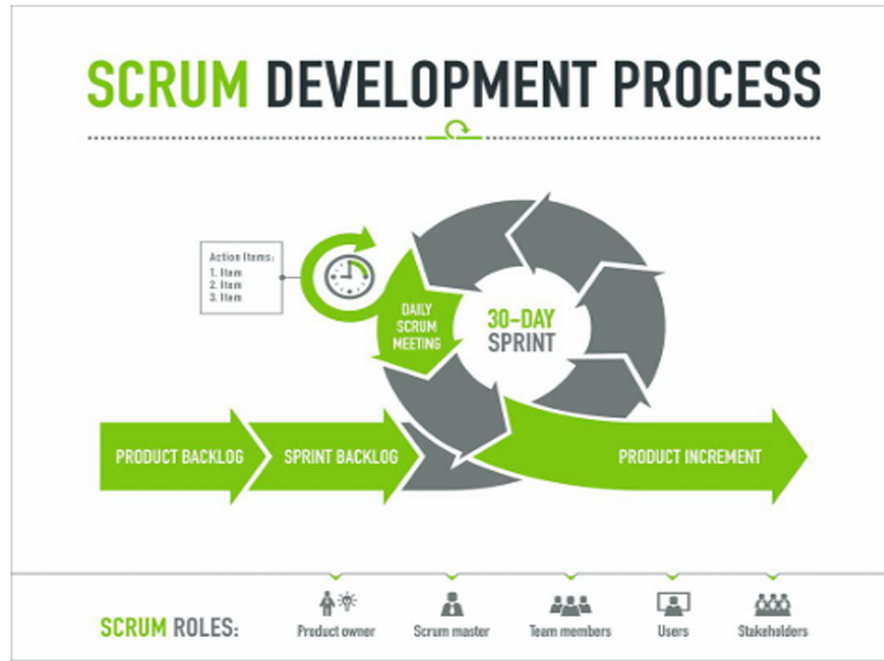 SCRUM DEVELOPMENT PROCESS
Action Items:
1. Item
2. Item
3. Item
DAILY
SCRUM
MEETING
30-DAY
SPRINT
PRODUCT BACKLOG
SPRINT BACKLOG
PRODUCT INCREMENT
SCRUM ROLES:
Product owner
Scrum master
Team members
Users
Stakeholders